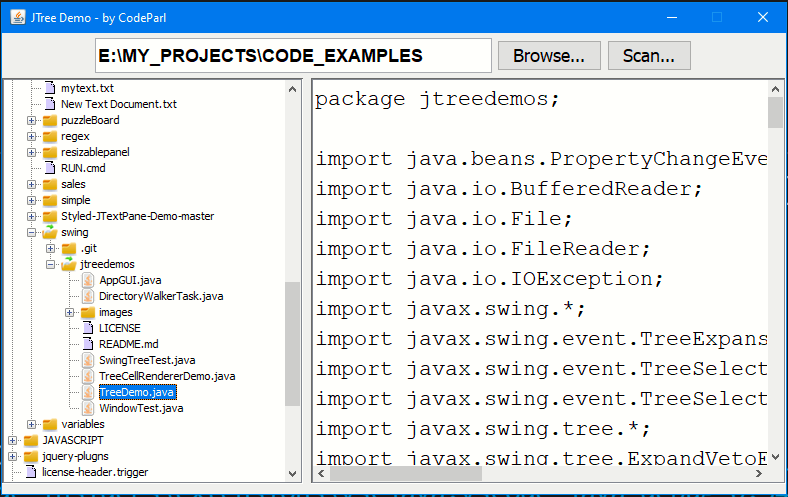 JTree Demo - by CodeParl
E:\MY_PROJECTS\CODE_EXAMPLES
Browse...
Scan...
mytext.txt
New Text Document.txt
puzzleBoard
regex
resizablepanel
RUN.cmd
sales
simple
Styled-JTextPane-Demo-master
swing
.git
jtreedemos
AppGUI.java
DirectoryWalkerTask.java
images
LICENSE
README.md
SwingTreeTest.java
TreeCellRendererDemo.java
TreeDemo.java
WindowTest.java
variables
JAVASCRIPT
jquery-plugns
license-header.trigger
package jtreedemos;
import java.beans.PropertyChangeEve
import java.io.BufferedReader;
import java.io.File;
import java.io.FileReader;
import java.io.IOException;
import javax.swing.*;
import javax.swing.event.TreeExpans
import javax.swing.event.TreeSelect
import javax.swing.event.TreeSelect
import javax.swing.tree.*;
import javax.swing.tree.ExpandVetoE